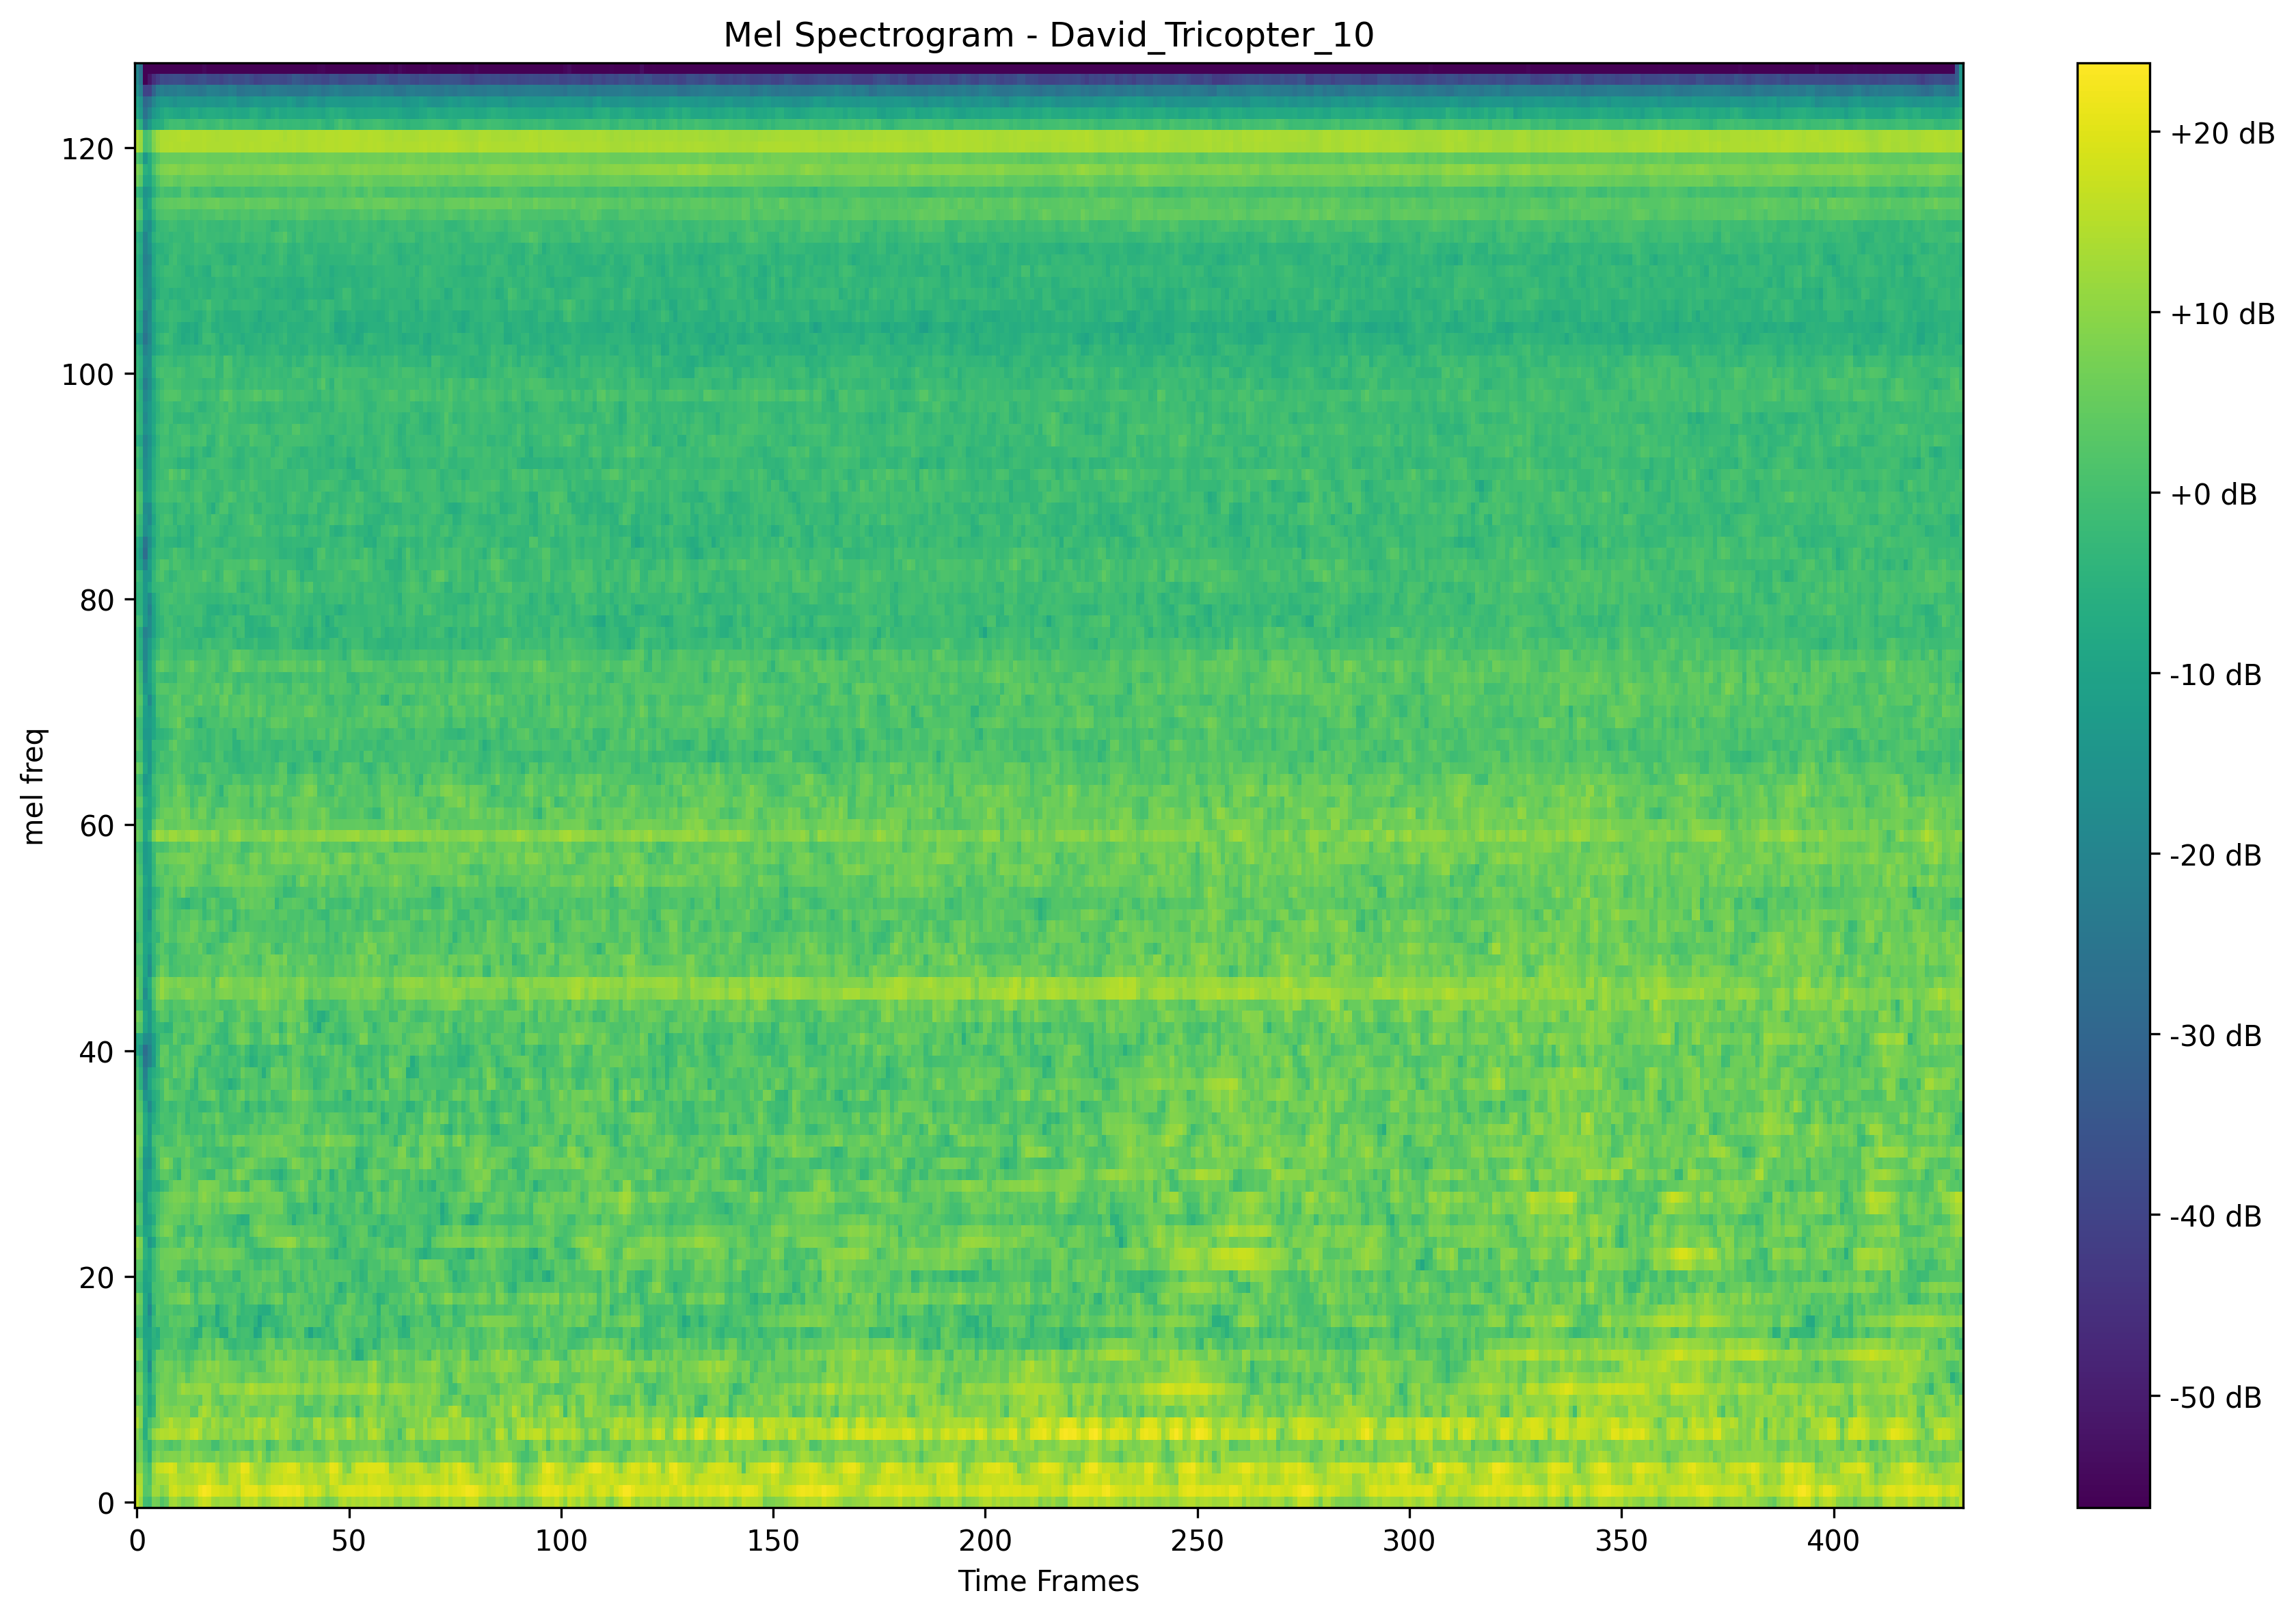 Mel Spectrogram - David_Tricopter_10
mel freq
120
100
80
60
40
20
0
0 50 100 150 200 250 300 350 400
Time Frames
+20 dB
+10 dB
+0 dB
-10 dB
-20 dB
-30 dB
-40 dB
-50 dB